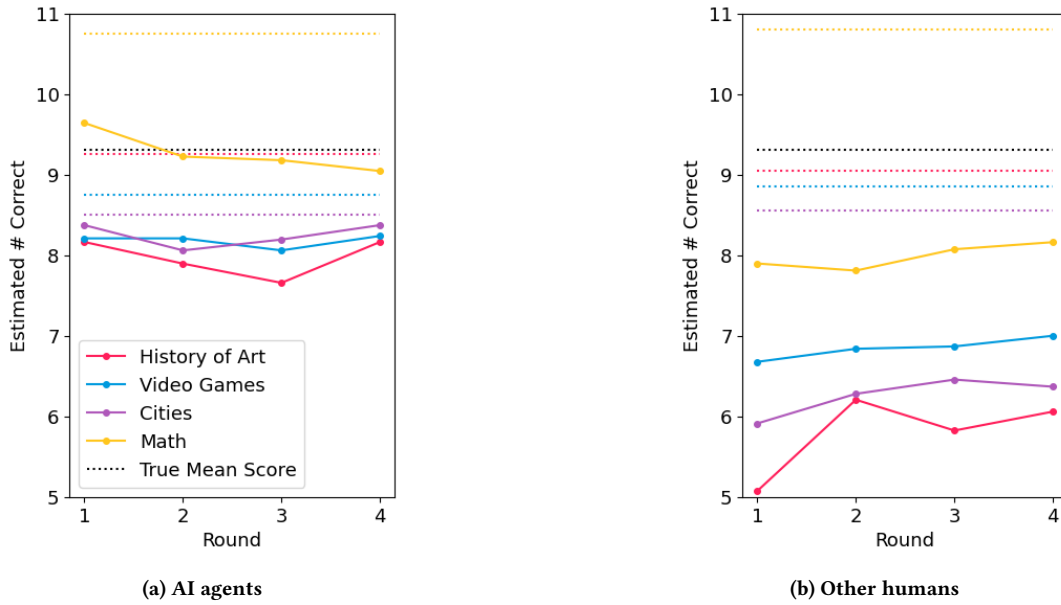 11
10
9
8
7
6
5
Estimated # Correct
History of Art
Video Games
Cities
Math
True Mean Score
1 2 3 4
Round
(a) AI agents
11
10
9
8
7
6
5
Estimated # Correct
1 2 3 4
Round
(b) Other humans